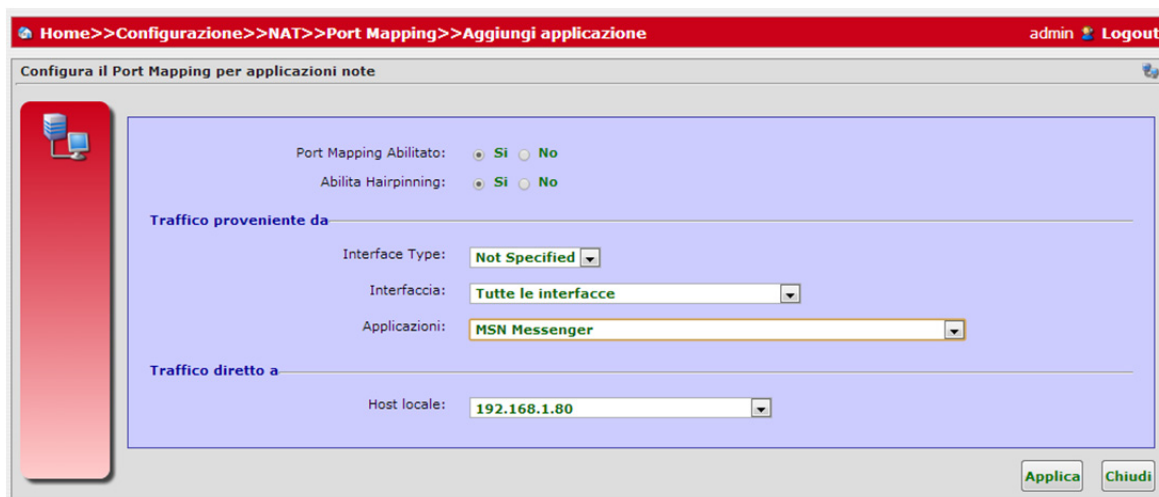 Home>>Configurazione>>NAT>>Port Mapping>>Aggiungi applicazione admin Logout
Configura il Port Mapping per applicazioni note
Port Mapping Abilitato: Si No
Abilita Hairpinning: Si No
Traffico proveniente da
Interface Type: Not Specified
Interfaccia: Tutte le interfacce
Applicazioni: MSN Messenger
Traffico diretto a
Host locale: 192.168.1.80
Applica Chiudi